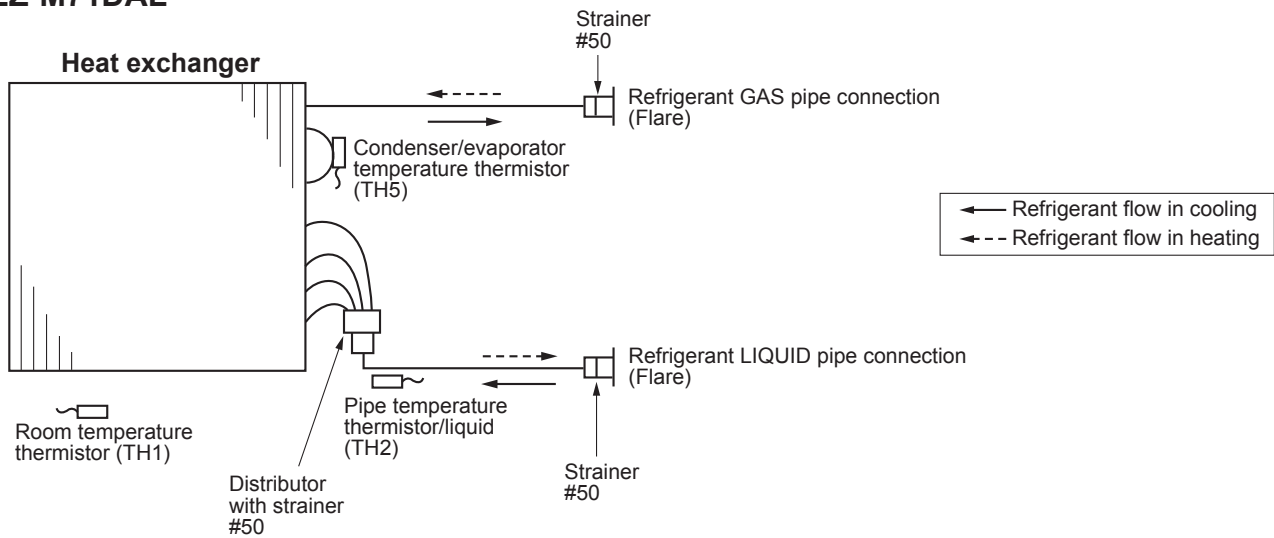 Strainer
#50
Heat exchanger
Refrigerant GAS pipe connection
(Flare)
Condenser/evaporator
temperature thermistor
(TH5)
Refrigerant flow in cooling
Refrigerant flow in heating
Refrigerant LIQUID pipe connection
(Flare)
Pipe temperature
thermistor/liquid
(TH2)
Room temperature
thermistor (TH1)
Strainer
#50
Distributor
with strainer
#50